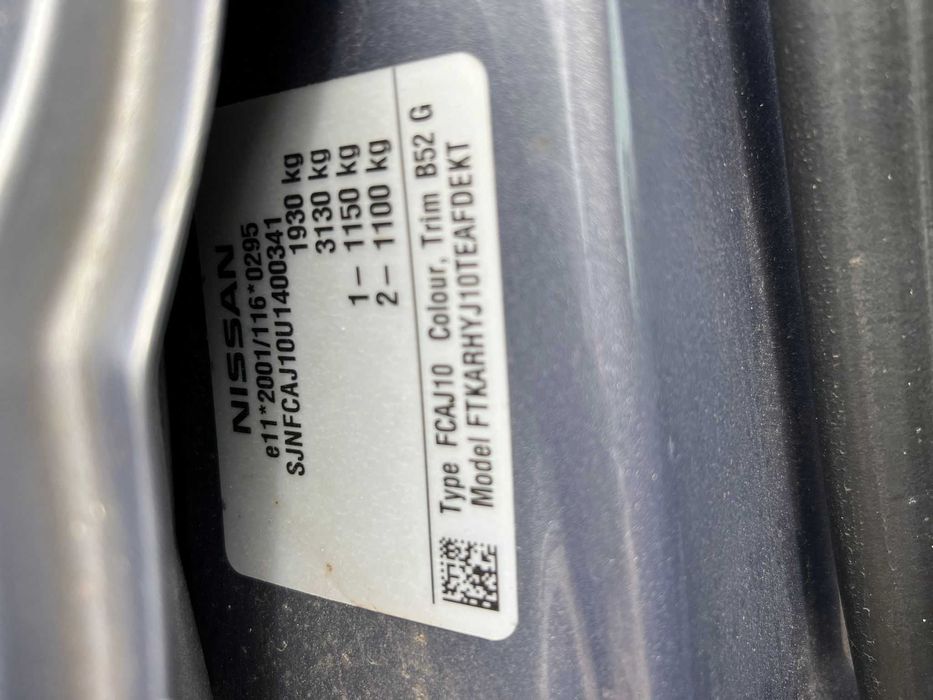 NISSAN
e11*2001/116*0295
SJNFCAJ10U1400341
1930 kg
3130 kg
1– 1150 kg
2– 1100 kg
Type FCAJ10 Colour, Trim B52 G
Model FTKARHYJ10TEAFDEKT